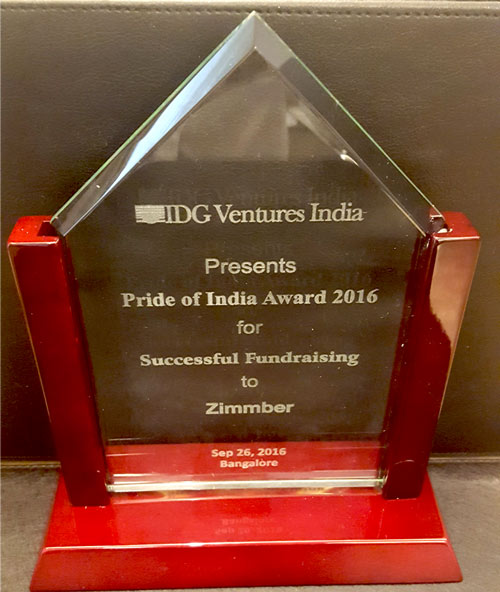 IDG Ventures India
Presents
Pride of India Award 2016
for
Successful Fundraising
to
Zimmber
Sep 26, 2016
Bangalore